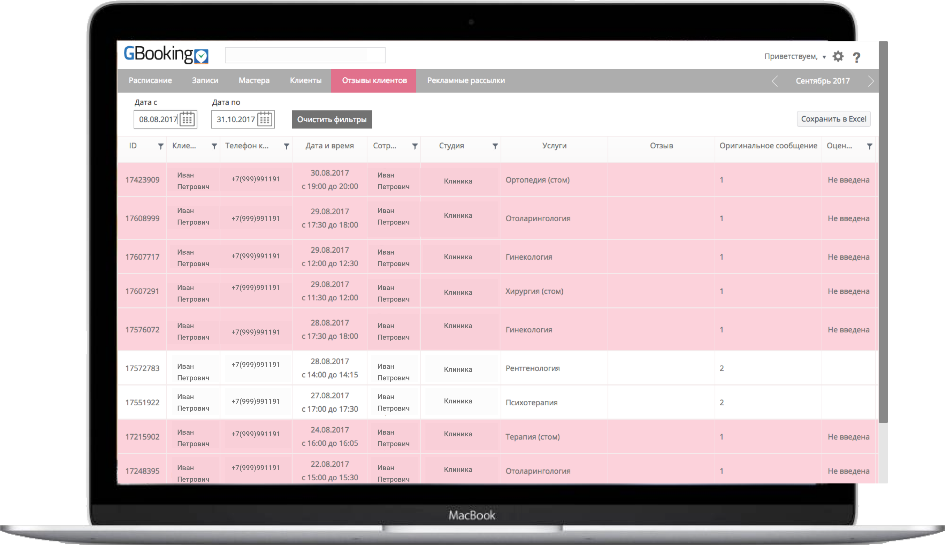 GBooking
Приветствуем, ?
Расписание Записи Мастера Клиенты Отзывы клиентов Рекламные рассылки Сентябрь 2017
Дата с Дата по
08.08.2017 31.10.2017 Очистить фильтры Сохранить в Excel
ID Клие... Телефон к... Дата и время Сотр... Студия Услуги Отзыв Оригинальное сообщение Оцен...
17423909 Иван Петрович +7(999)991191 30.08.2017 с 19:00 до 20:00 Иван Петрович Клиника Ортопедия (стом) 1 Не введена
17608999 Иван Петрович +7(999)991191 29.08.2017 с 17:30 до 18:00 Иван Петрович Клиника Отоларингология 1 Не введена
17607717 Иван Петрович +7(999)991191 29.08.2017 с 12:00 до 12:30 Иван Петрович Клиника Гинекология 1 Не введена
17607291 Иван Петрович +7(999)991191 29.08.2017 с 11:30 до 12:00 Иван Петрович Клиника Хирургия (стом) 1 Не введена
17576072 Иван Петрович +7(999)991191 28.08.2017 с 17:30 до 18:00 Иван Петрович Клиника Гинекология 1 Не введена
17572783 Иван Петрович +7(999)991191 28.08.2017 с 14:00 до 14:15 Иван Петрович Клиника Рентгенология 2
17551922 Иван Петрович +7(999)991191 27.08.2017 с 17:00 до 17:30 Иван Петрович Клиника Психотерапия 2
17215902 Иван Петрович +7(999)991191 24.08.2017 с 16:00 до 16:05 Иван Петрович Клиника Терапия (стом) 1 Не введена
17248395 Иван Петрович +7(999)991191 22.08.2017 с 15:00 до 15:30 Иван Петрович Клиника Отоларингология 1 Не введена
MacBook